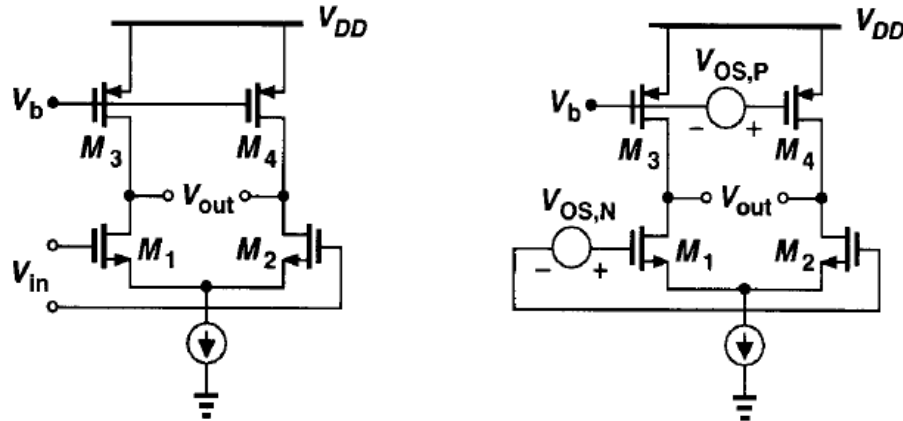 V_DD
V_b
M_3
M_4
V_out
M_1
M_2
V_in
V_DD
V_OS,P
V_b
− +
M_3
M_4
V_OS,N
V_out
− +
M_1
M_2